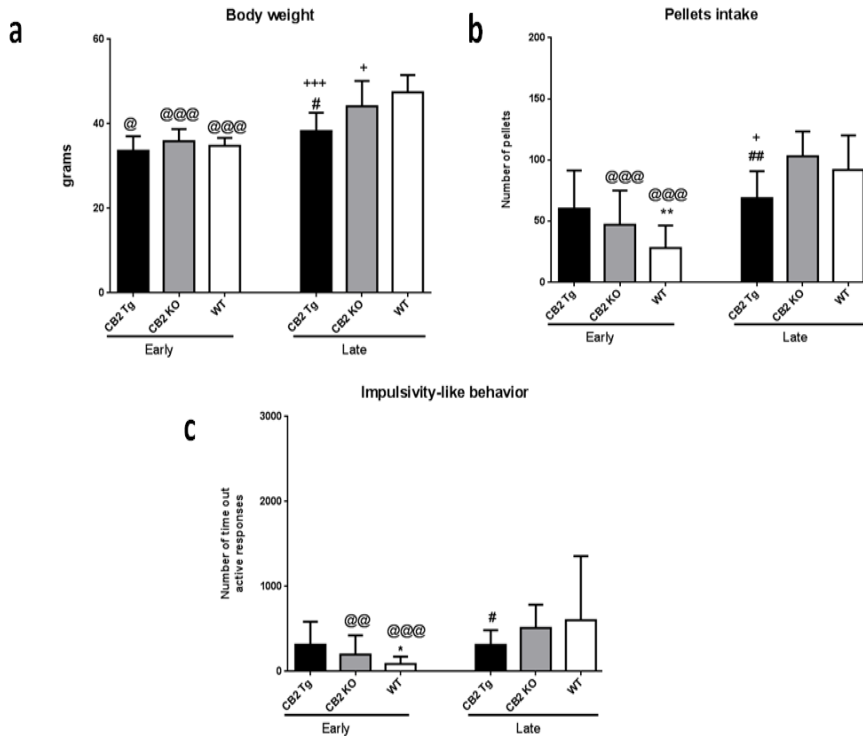 a
Body weight
grams
60
40
20
0
@
@@@
@@@
+++
#
+
CB2 Tg
CB2 KO
WT
CB2 Tg
CB2 KO
WT
Early
Late
b
Pellets intake
Number of pellets
200
150
100
50
0
@@@
@@@
**
+
##
CB2 Tg
CB2 KO
WT
CB2 Tg
CB2 KO
WT
Early
Late
c
Impulsivity-like behavior
Number of time out
active responses
3000
2000
1000
0
@@
@@@
*
#
CB2 Tg
CB2 KO
WT
CB2 Tg
CB2 KO
WT
Early
Late